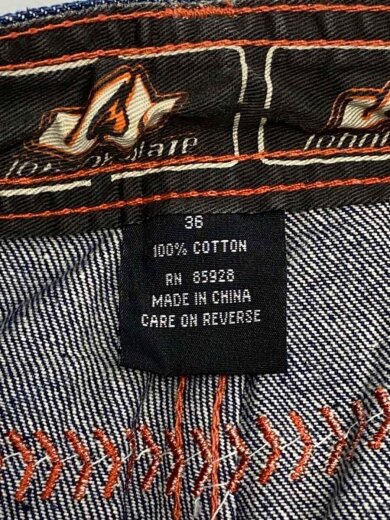 36
100% COTTON
RN 85928
MADE IN CHINA
CARE ON REVERSE